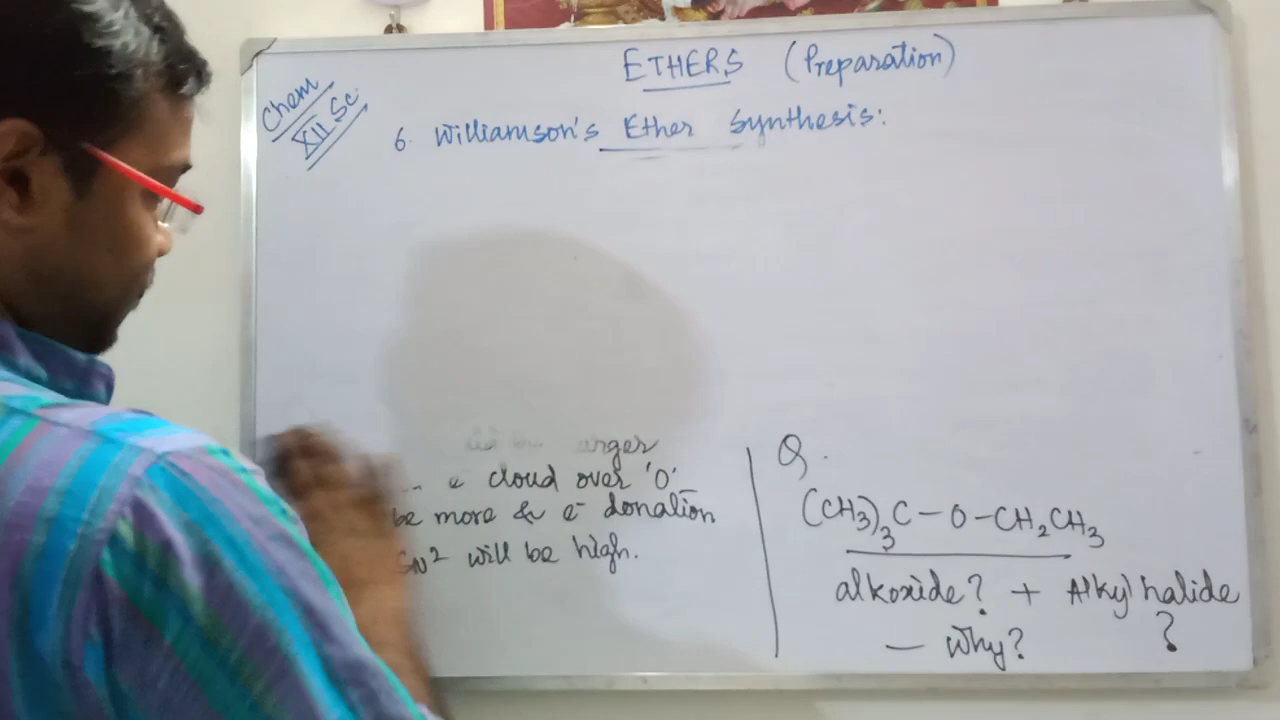 ETHERS (Preparation)
Chem
XII Sc.
6. Williamson's Ether Synthesis:
cloud over 'O'
be more & e⁻ donation
SN² will be high.
Q.
(CH₃)₃C-O-CH₂CH₃
alkoxide? + Alkyl halide
- Why? ?